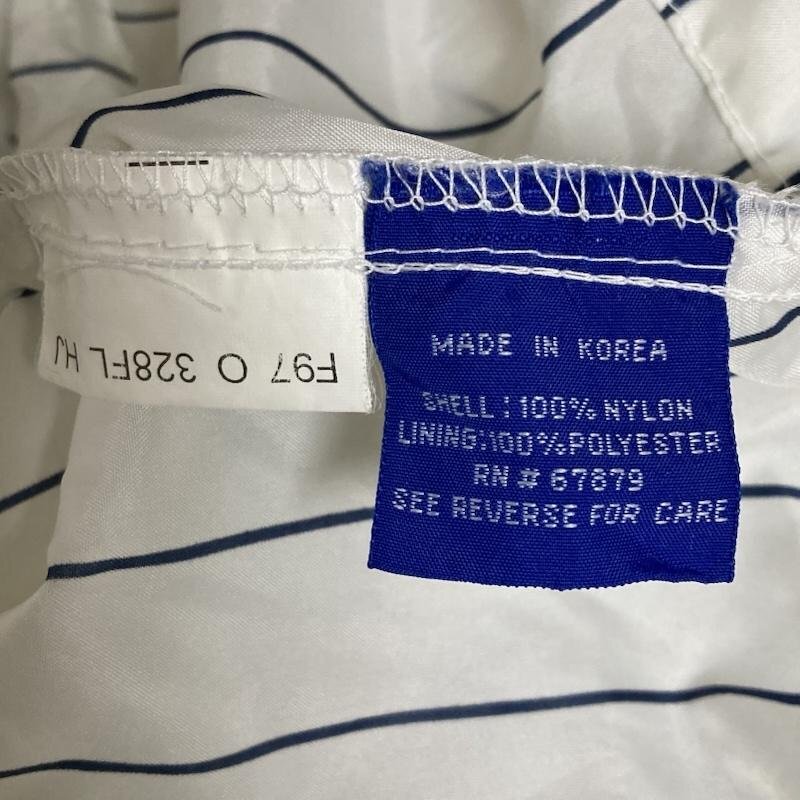 F97 O 328FL HJ
MADE IN KOREA
SHELL:100% NYLON
LINING:100%POLYESTER
RN # 67879
SEE REVERSE FOR CARE